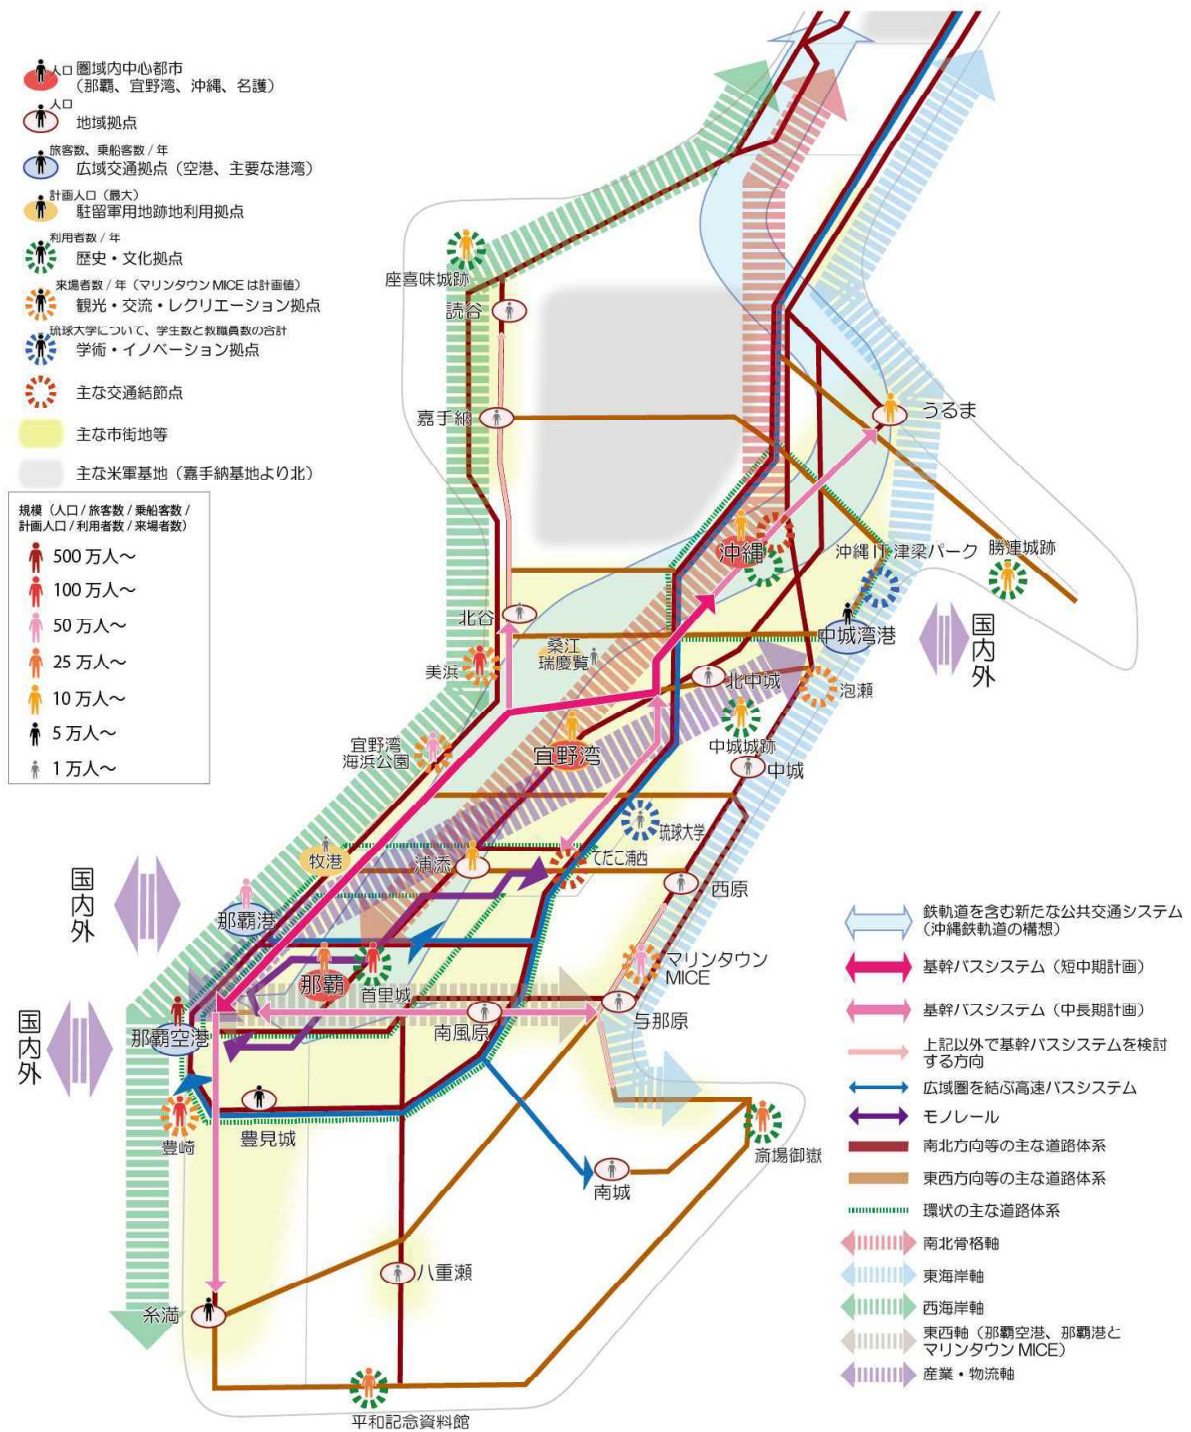 人口
圏域内中心都市
(那覇、宜野湾、沖縄、名護)
人口
地域拠点
旅客数、乗船客数 / 年
広域交通拠点(空港、主要な港湾)
計画人口(最大)
駐留軍用地跡地利用拠点
利用者数 / 年
歴史・文化拠点
来場者数 / 年(マリンタウン MICE は計画値)
観光・交流・レクリエーション拠点
琉球大学について、学生数と教職員数の合計
学術・イノベーション拠点
主な交通結節点
主な市街地等
主な米軍基地(嘉手納基地より北)
規模(人口 / 旅客数 / 乗船客数 /
計画人口 / 利用者数 / 来場者数)
500 万人〜
100 万人〜
50 万人〜
25 万人〜
10 万人〜
5 万人〜
1 万人〜
座喜味城跡
読谷
嘉手納
うるま
沖縄
沖縄 IT 津梁パーク
勝連城跡
北谷
桑江
瑞慶覧
中城湾港
国内外
美浜
北中城
泡瀬
宜野湾
海浜公園
宜野湾
中城城跡
中城
琉球大学
牧港
浦添
てだこ浦西
国内外
那覇港
西原
那覇
首里城
マリンタウン
MICE
国内外
那覇空港
南風原
与那原
豊崎
豊見城
斎場御嶽
南城
八重瀬
糸満
平和記念資料館
鉄軌道を含む新たな公共交通システム
(沖縄鉄軌道の構想)
基幹バスシステム(短中期計画)
基幹バスシステム(中長期計画)
上記以外で基幹バスシステムを検討
する方向
広域圏を結ぶ高速バスシステム
モノレール
南北方向等の主な道路体系
東西方向等の主な道路体系
環状の主な道路体系
南北骨格軸
東海岸軸
西海岸軸
東西軸(那覇空港、那覇港と
マリンタウン MICE)
産業・物流軸